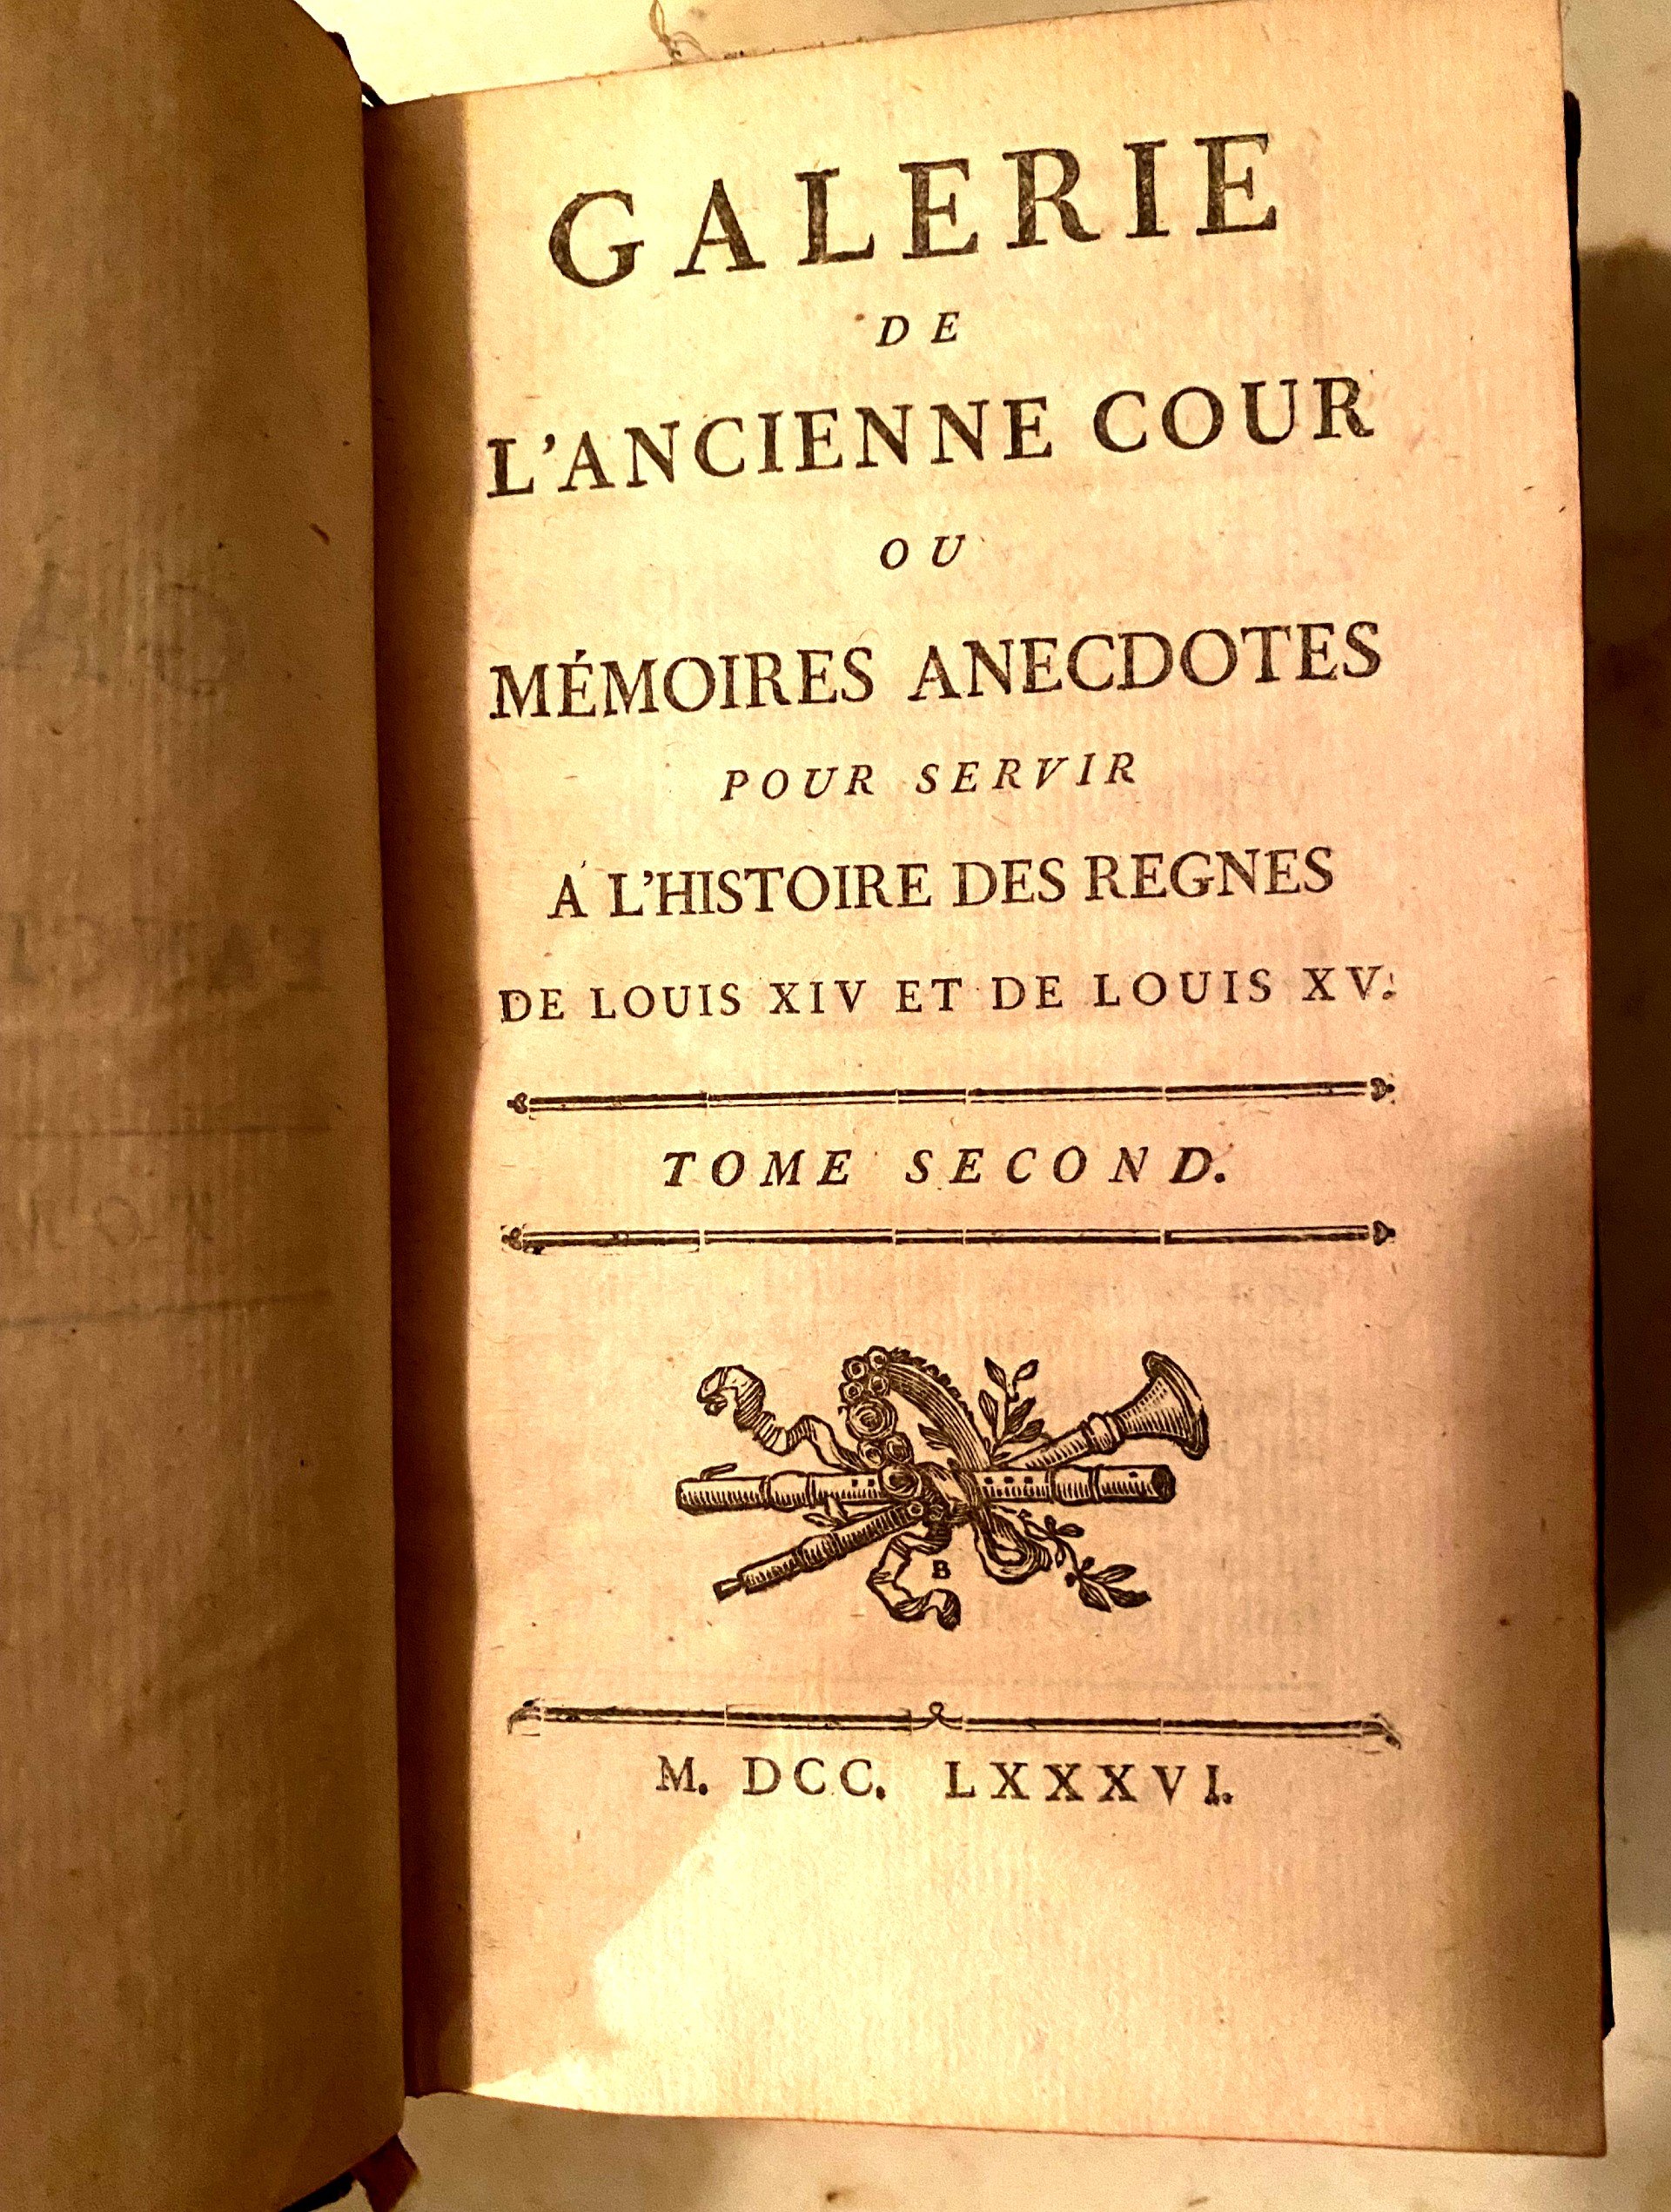 GALERIE
DE
L'ANCIENNE COUR
OU
MÉMOIRES ANECDOTES
POUR SERVIR
A L'HISTOIRE DES REGNES
DE LOUIS XIV ET DE LOUIS XV.
TOME SECOND.
B
M. DCC. LXXXVI.